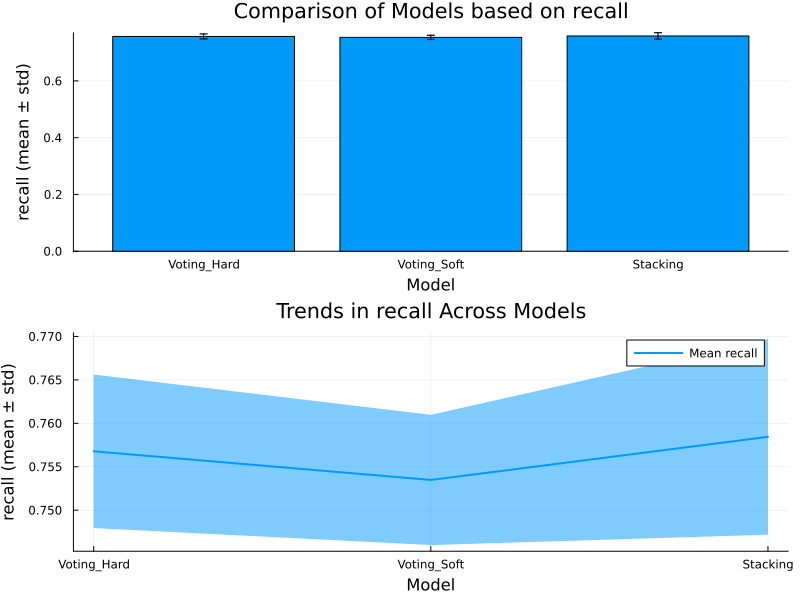 Comparison of Models based on recall
recall (mean ± std)
0.6
0.4
0.2
0.0
Voting_Hard
Voting_Soft
Stacking
Model
Trends in recall Across Models
recall (mean ± std)
0.770
0.765
0.760
0.755
0.750
Mean recall
Voting_Hard
Voting_Soft
Stacking
Model